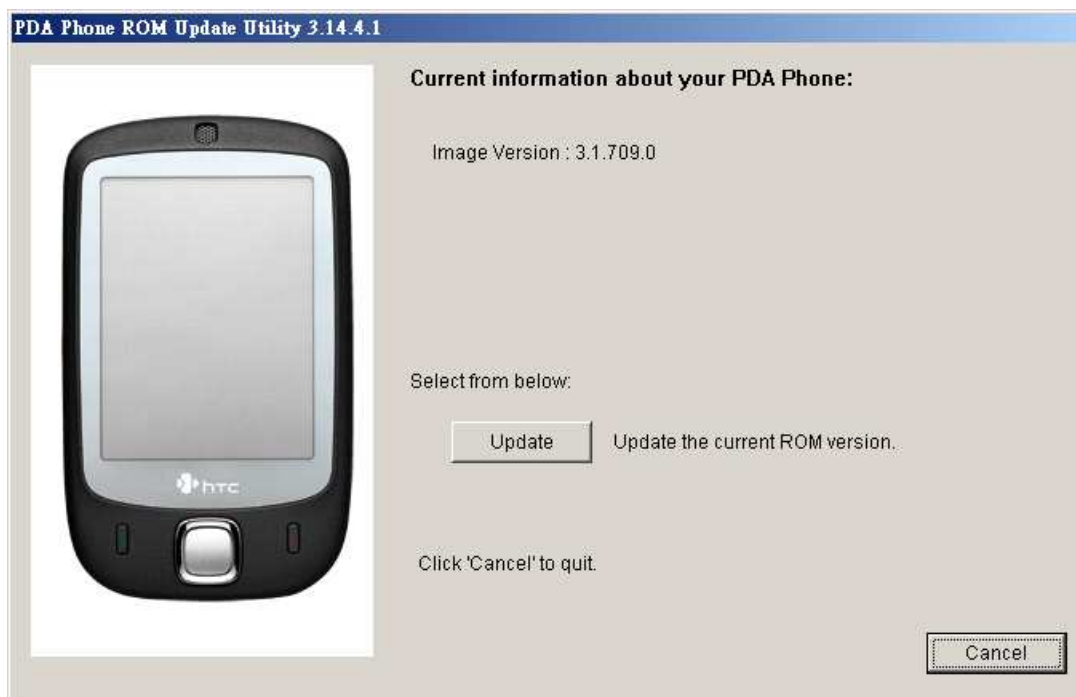 PDA Phone ROM Update Utility 3.14.4.1
Current information about your PDA Phone:
Image Version : 3.1.709.0
hTC
Select from below:
Update
Update the current ROM version.
Click 'Cancel' to quit.
Cancel